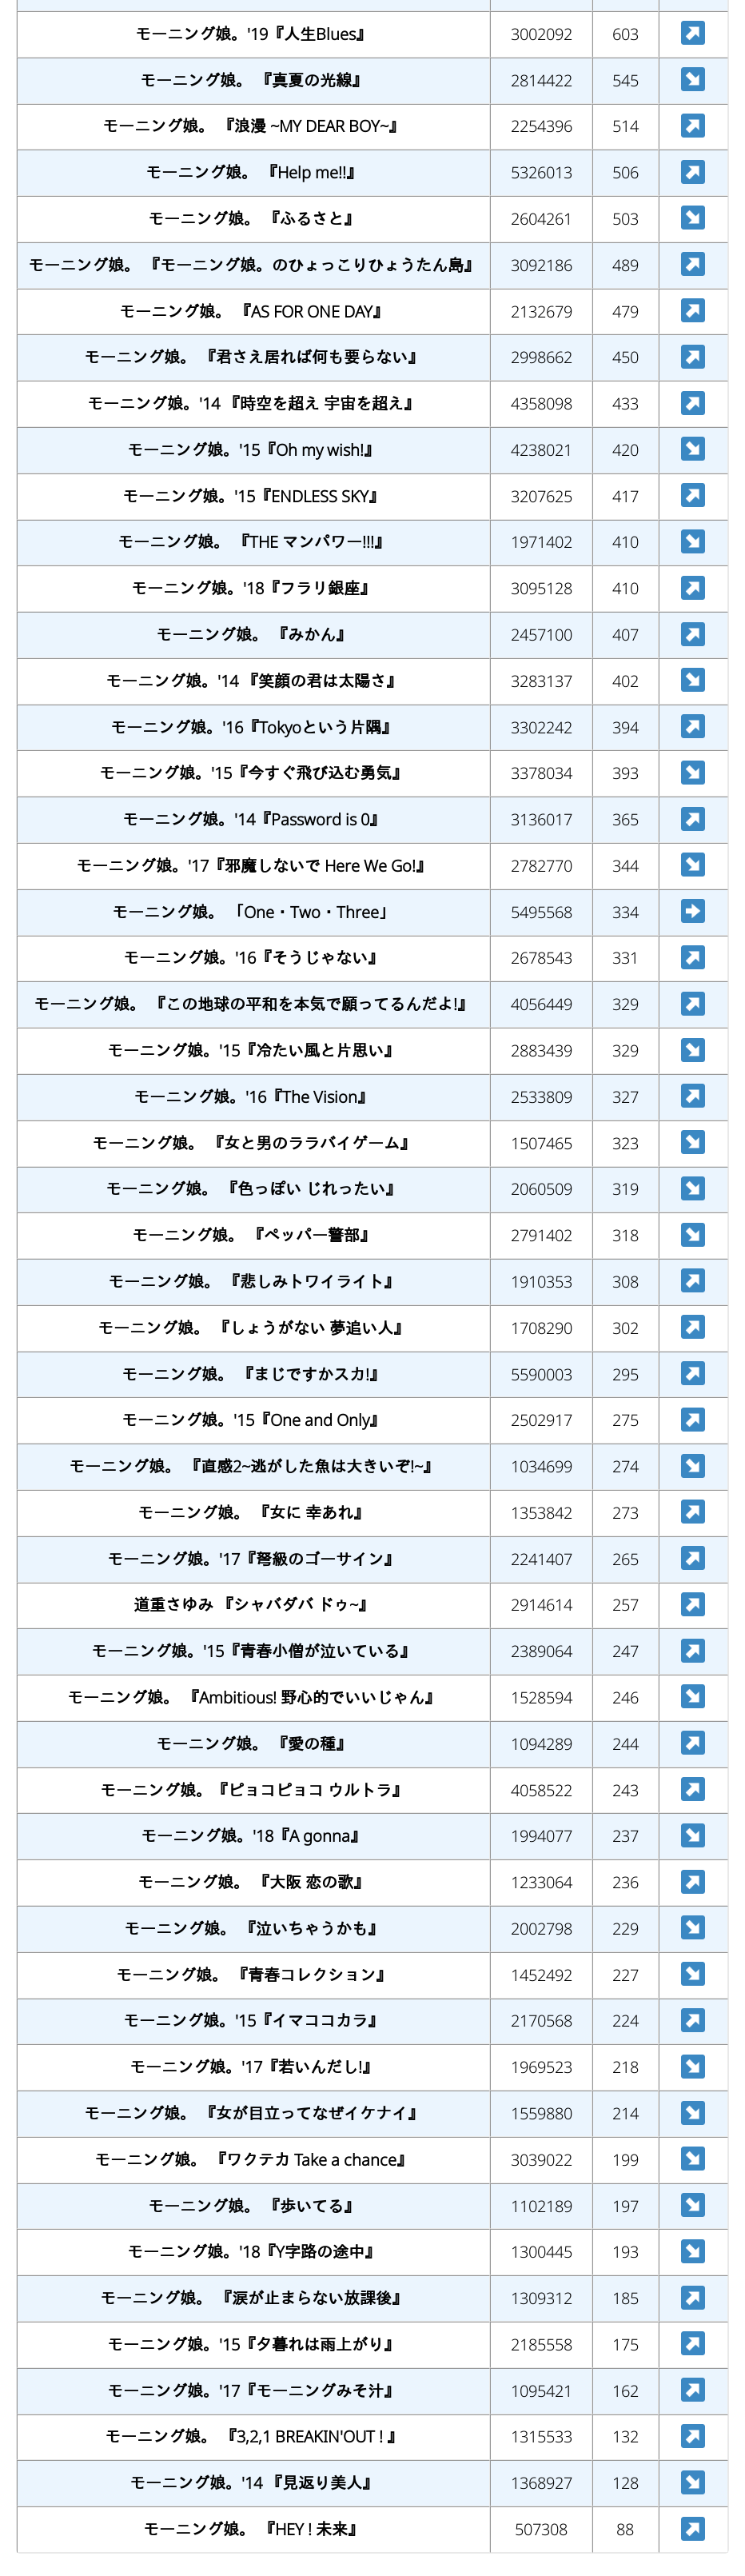 モーニング娘。'19『人生Blues』 3002092 603 ↗
モーニング娘。 『真夏の光線』 2814422 545 ↘
モーニング娘。 『浪漫 ~MY DEAR BOY~』 2254396 514 ↗
モーニング娘。 『Help me!!』 5326013 506 ↗
モーニング娘。 『ふるさと』 2604261 503 ↘
モーニング娘。 『モーニング娘。のひょっこりひょうたん島』 3092186 489 ↗
モーニング娘。 『AS FOR ONE DAY』 2132679 479 ↗
モーニング娘。 『君さえ居れば何も要らない』 2998662 450 ↗
モーニング娘。'14 『時空を超え 宇宙を超え』 4358098 433 ↗
モーニング娘。'15『Oh my wish!』 4238021 420 ↘
モーニング娘。'15『ENDLESS SKY』 3207625 417 ↗
モーニング娘。 『THE マンパワー!!!』 1971402 410 ↘
モーニング娘。'18『フラリ銀座』 3095128 410 ↗
モーニング娘。 『みかん』 2457100 407 ↗
モーニング娘。'14 『笑顔の君は太陽さ』 3283137 402 ↘
モーニング娘。'16『Tokyoという片隅』 3302242 394 ↗
モーニング娘。'15『今すぐ飛び込む勇気』 3378034 393 ↘
モーニング娘。'14『Password is 0』 3136017 365 ↗
モーニング娘。'17『邪魔しないで Here We Go!』 2782770 344 ↘
モーニング娘。 「One・Two・Three」 5495568 334 ➡
モーニング娘。'16『そうじゃない』 2678543 331 ↗
モーニング娘。 『この地球の平和を本気で願ってるんだよ!』 4056449 329 ↗
モーニング娘。'15『冷たい風と片思い』 2883439 329 ↘
モーニング娘。'16『The Vision』 2533809 327 ↗
モーニング娘。 『女と男のララバイゲーム』 1507465 323 ↘
モーニング娘。 『色っぽい じれったい』 2060509 319 ↘
モーニング娘。 『ペッパー警部』 2791402 318 ↘
モーニング娘。 『悲しみトワイライト』 1910353 308 ↗
モーニング娘。 『しょうがない 夢追い人』 1708290 302 ↗
モーニング娘。 『まじですかスカ!』 5590003 295 ↗
モーニング娘。'15『One and Only』 2502917 275 ↗
モーニング娘。 『直感2~逃がした魚は大きいぞ!~』 1034699 274 ↘
モーニング娘。 『女に 幸あれ』 1353842 273 ↗
モーニング娘。'17『弩級のゴーサイン』 2241407 265 ↗
道重さゆみ 『シャバダバ ドゥ~』 2914614 257 ↗
モーニング娘。'15『青春小僧が泣いている』 2389064 247 ↗
モーニング娘。 『Ambitious! 野心的でいいじゃん』 1528594 246 ↘
モーニング娘。 『愛の種』 1094289 244 ↗
モーニング娘。『ピョコピョコ ウルトラ』 4058522 243 ↗
モーニング娘。'18『A gonna』 1994077 237 ↘
モーニング娘。 『大阪 恋の歌』 1233064 236 ↗
モーニング娘。 『泣いちゃうかも』 2002798 229 ↘
モーニング娘。 『青春コレクション』 1452492 227 ↘
モーニング娘。'15『イマココカラ』 2170568 224 ↗
モーニング娘。'17『若いんだし!』 1969523 218 ↘
モーニング娘。 『女が目立ってなぜイケナイ』 1559880 214 ↘
モーニング娘。 『ワクテカ Take a chance』 3039022 199 ↘
モーニング娘。 『歩いてる』 1102189 197 ↘
モーニング娘。'18『Y字路の途中』 1300445 193 ↘
モーニング娘。 『涙が止まらない放課後』 1309312 185 ↗
モーニング娘。'15『夕暮れは雨上がり』 2185558 175 ↗
モーニング娘。'17『モーニングみそ汁』 1095421 162 ↗
モーニング娘。 『3,2,1 BREAKIN'OUT ! 』 1315533 132 ↗
モーニング娘。'14 『見返り美人』 1368927 128 ↘
モーニング娘。 『HEY ! 未来』 507308 88 ↗